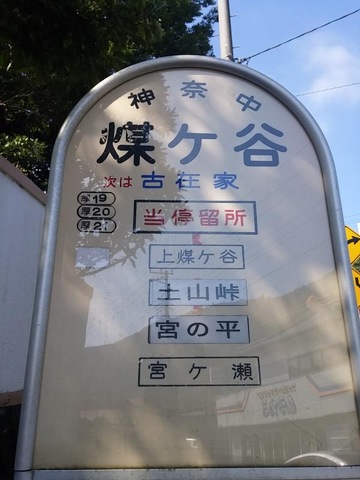 神奈中
煤ケ谷
次は 古在家
厚19
厚20
厚21
当停留所
上煤ケ谷
土山峠
宮の平
宮ケ瀬